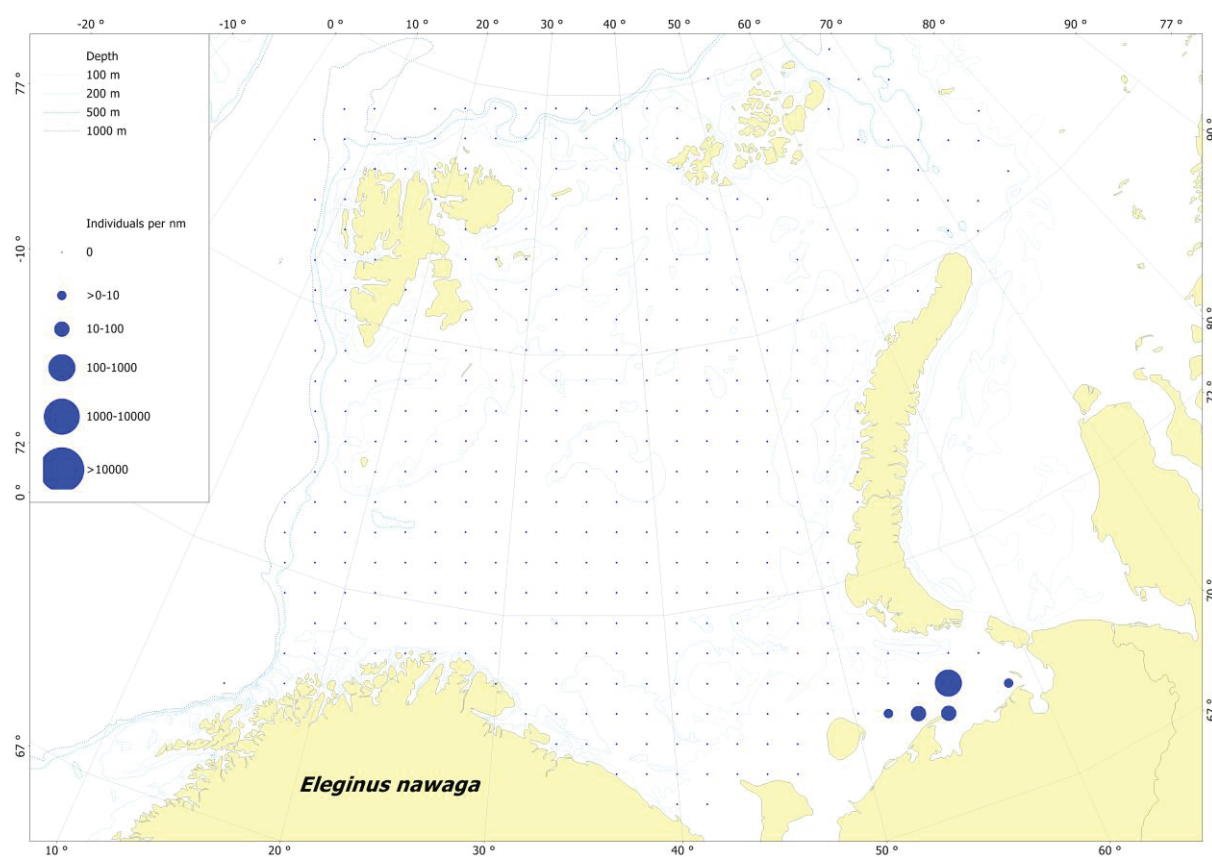 -20 ° -10 ° 0 ° 10 ° 20 ° 30 ° 40 ° 50 ° 60 ° 70 ° 80 ° 90 ° 77 °
Depth
100 m
200 m
500 m
1000 m
Individuals per nm
0
>0-10
10-100
100-1000
1000-10000
>10000
77 °
-10 °
72 °
0 °
67 °
90 °
80 °
72 °
70 °
67 °
Eleginus nawaga
10 ° 20 ° 30 ° 40 ° 50 ° 60 °